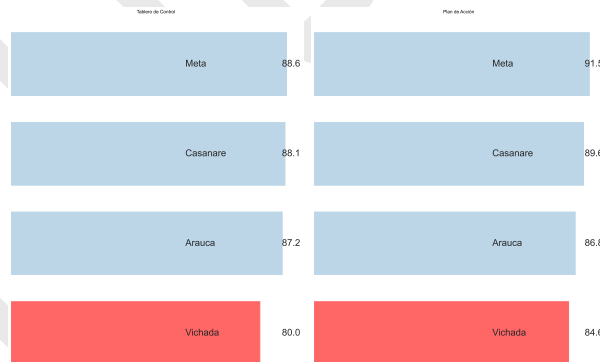 Tablero de Control
Meta 88.6
Casanare 88.1
Arauca 87.2
Vichada 80.0
Plan de Acción
Meta 91.5
Casanare 89.6
Arauca 86.8
Vichada 84.6